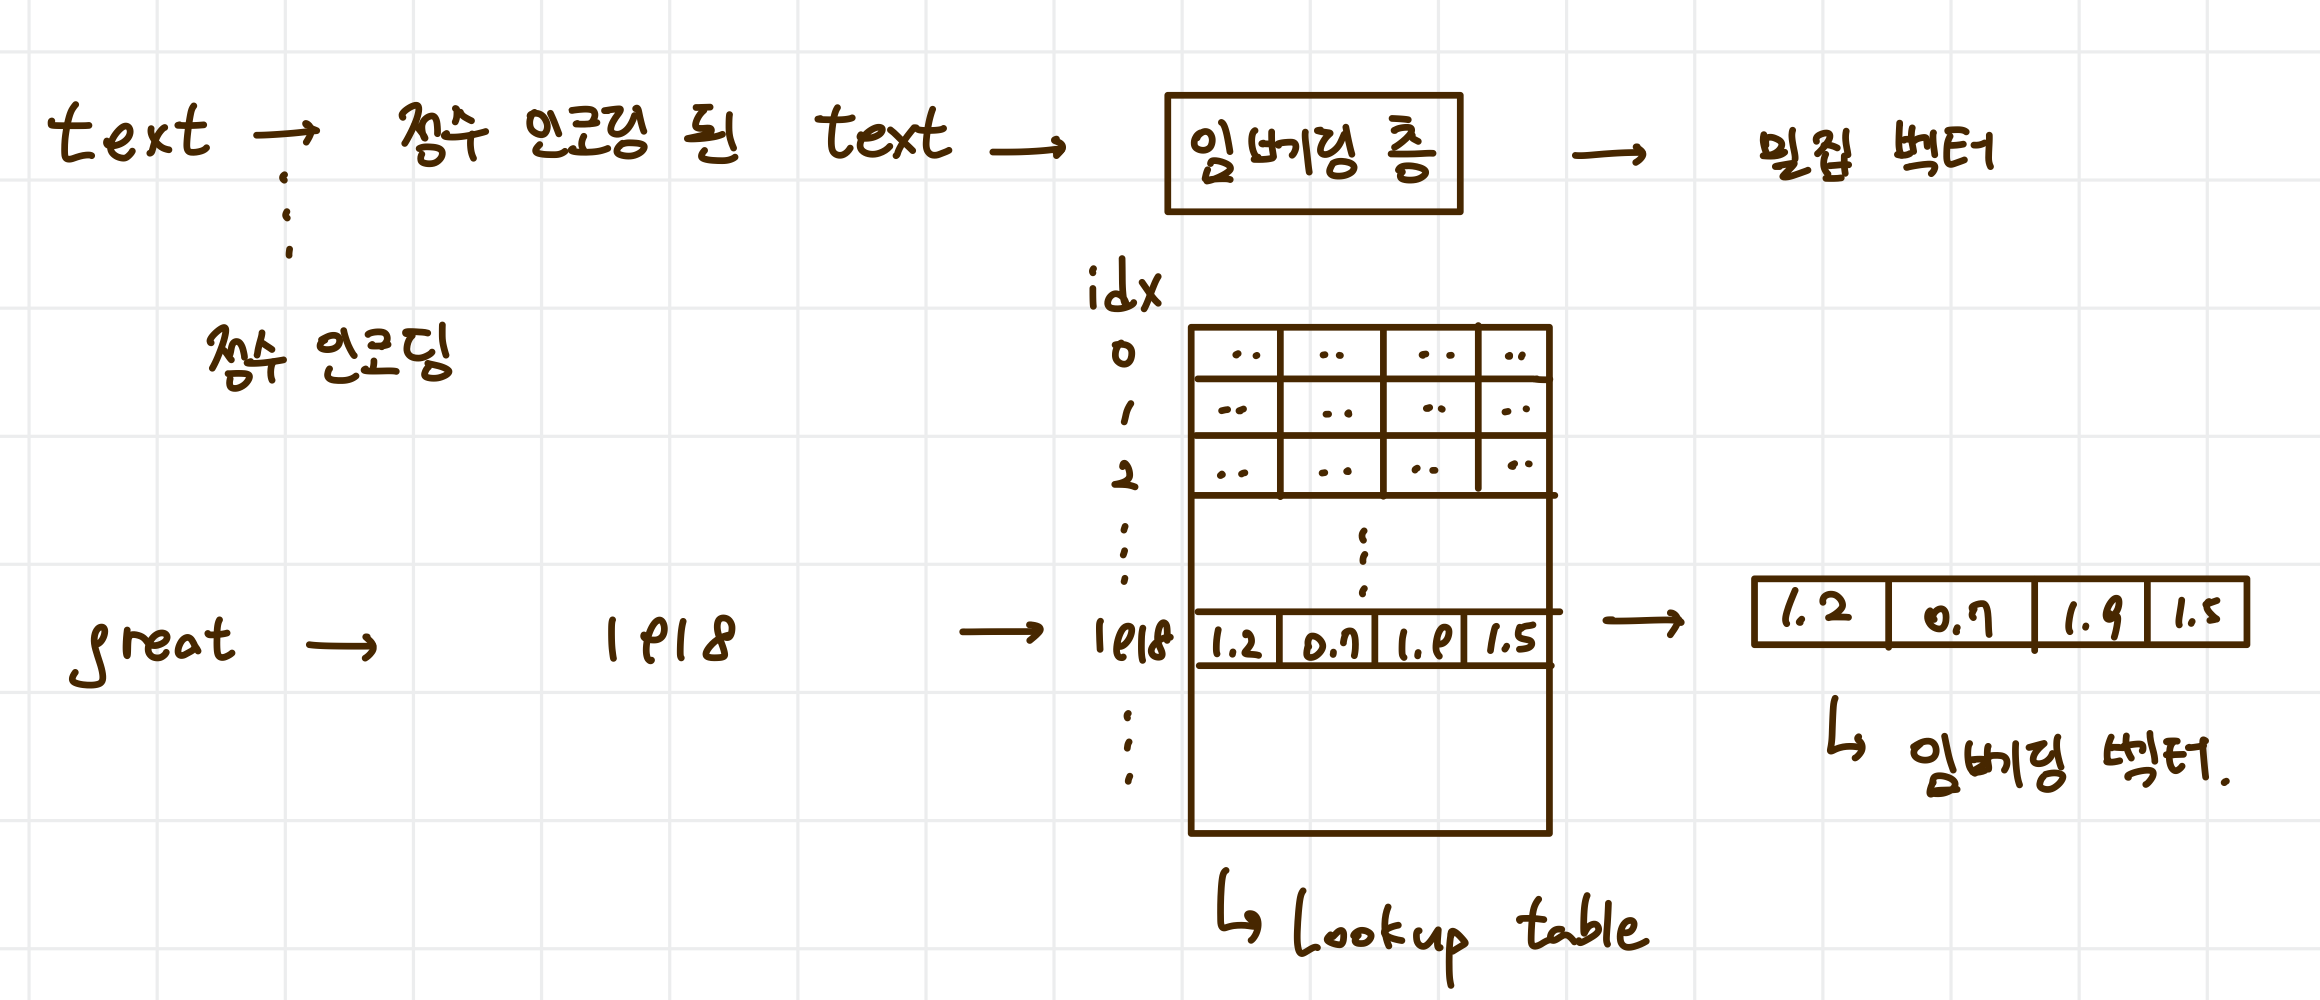 text → 정수 인코딩 된 text → 임베딩 층 → 밀집 벡터
정수 인코딩
idx
0
1
2
great → 1918 → 1918 1.2 0.7 1.9 1.5 → 1.2 0.7 1.9 1.5
↳ 임베딩 벡터.
↳ Lookup table